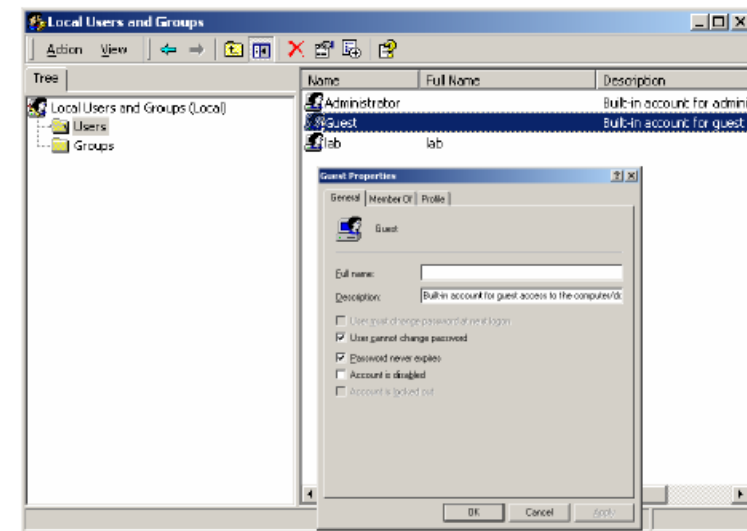 Local Users and Groups
Action View
Tree
Name Full Name Description
Local Users and Groups (Local)
Users
Groups
Administrator Built-in account for admini
Guest Built-in account for guest
lab lab
Guest Properties
General Member Of Profile
Guest
Full name:
Description: Built-in account for guest access to the computer/do
User must change password at next logon
User cannot change password
Password never expires
Account is disabled
Account is locked out
OK Cancel Apply